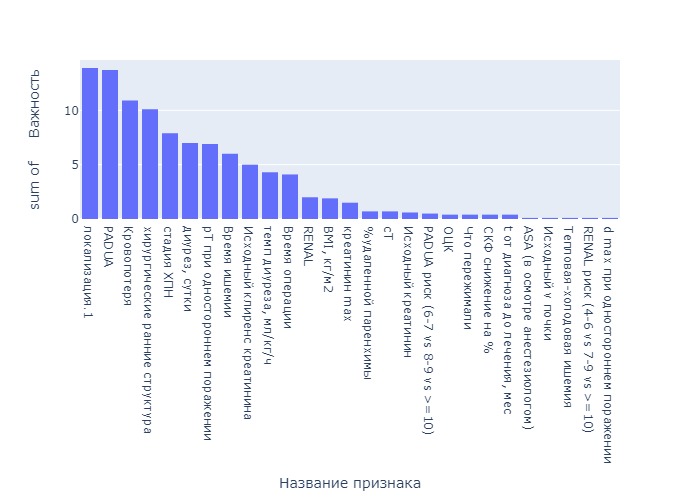 sum of Важность
10
5
0
локализация.1
PADUA
Кровопотеря
хирургические ранние структура
стадия ХПН
диурез, сутки
pT при одностороннем поражении
Время ишемии
Исходный клиренс креатинина
темп диуреза, мл/кг/ч
Время операции
RENAL
BMI, кг/м2
креатинин max
%удаленной паренхимы
cT
Исходный креатинин
PADUA риск (6-7 vs 8-9 vs >=10)
ОЦК
Что пережимали
СКФ снижение на %
t от диагноза до лечения, мес
ASA (в осмотре анестезиологом)
Исходный v почки
Тепловая-холодовая ишемия
RENAL риск (4-6 vs 7-9 vs >=10)
d max при одностороннем поражении
Название признака